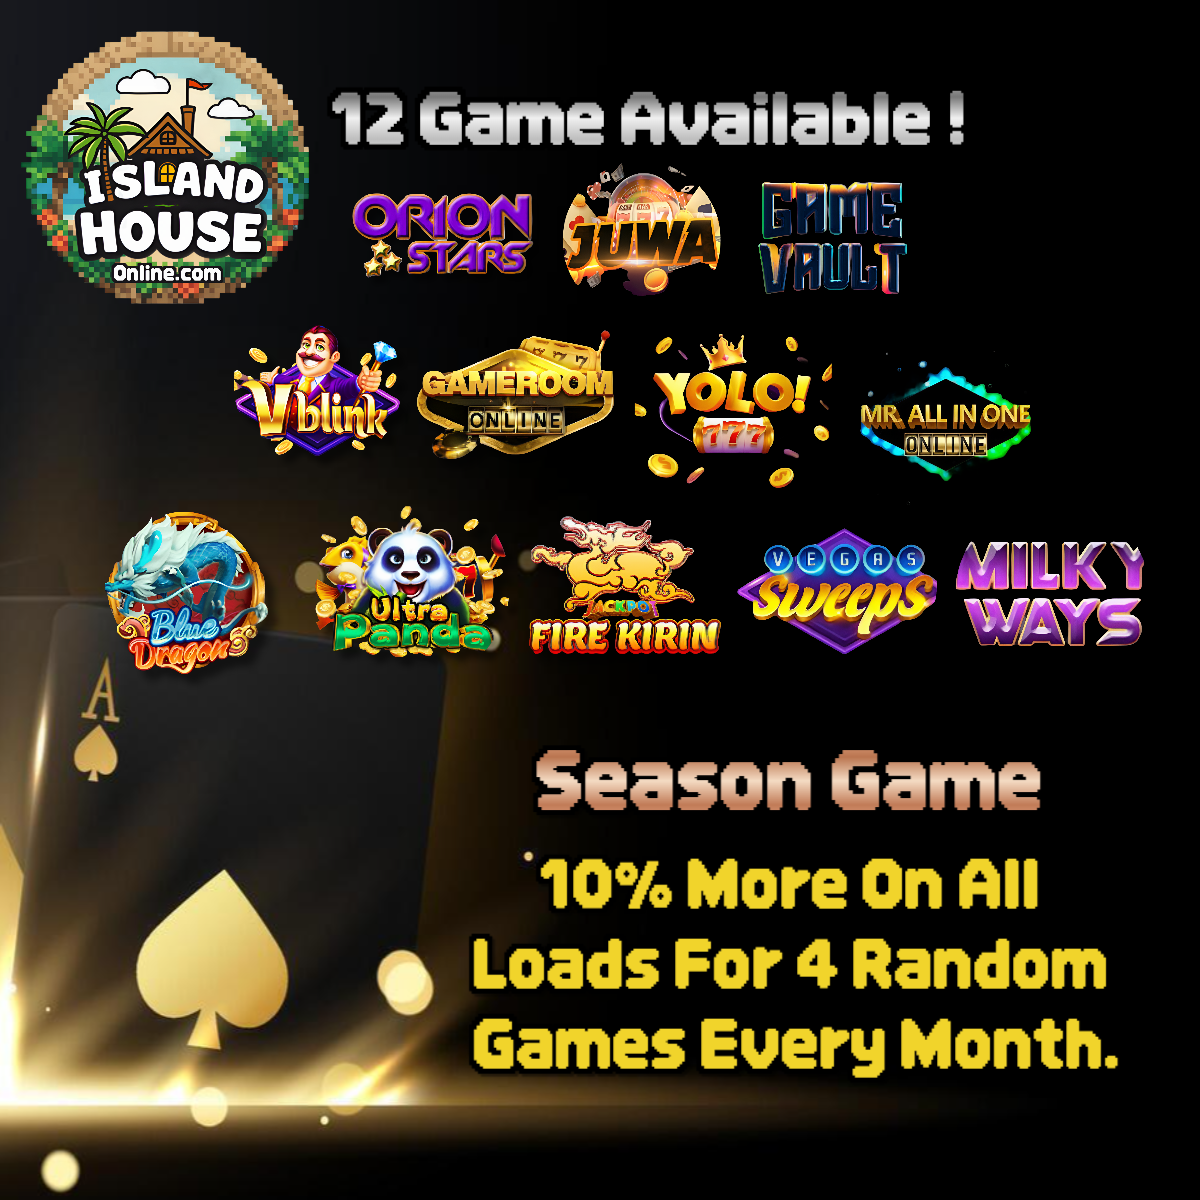 ISLAND
HOUSE
Online.com
12 Game Available !
ORION
STARS
JUWA
GAME
VAULT
Vblink
GAMEROOM
ONLINE
YOLO!
777
MR. ALL IN ONE
ONLINE
Blue
Dragon
Ultra
Panda
JACKPOT
FIRE KIRIN
VEGAS
Sweeps
MILKY
WAYS
A
Season Game
10% More On All
Loads For 4 Random
Games Every Month.